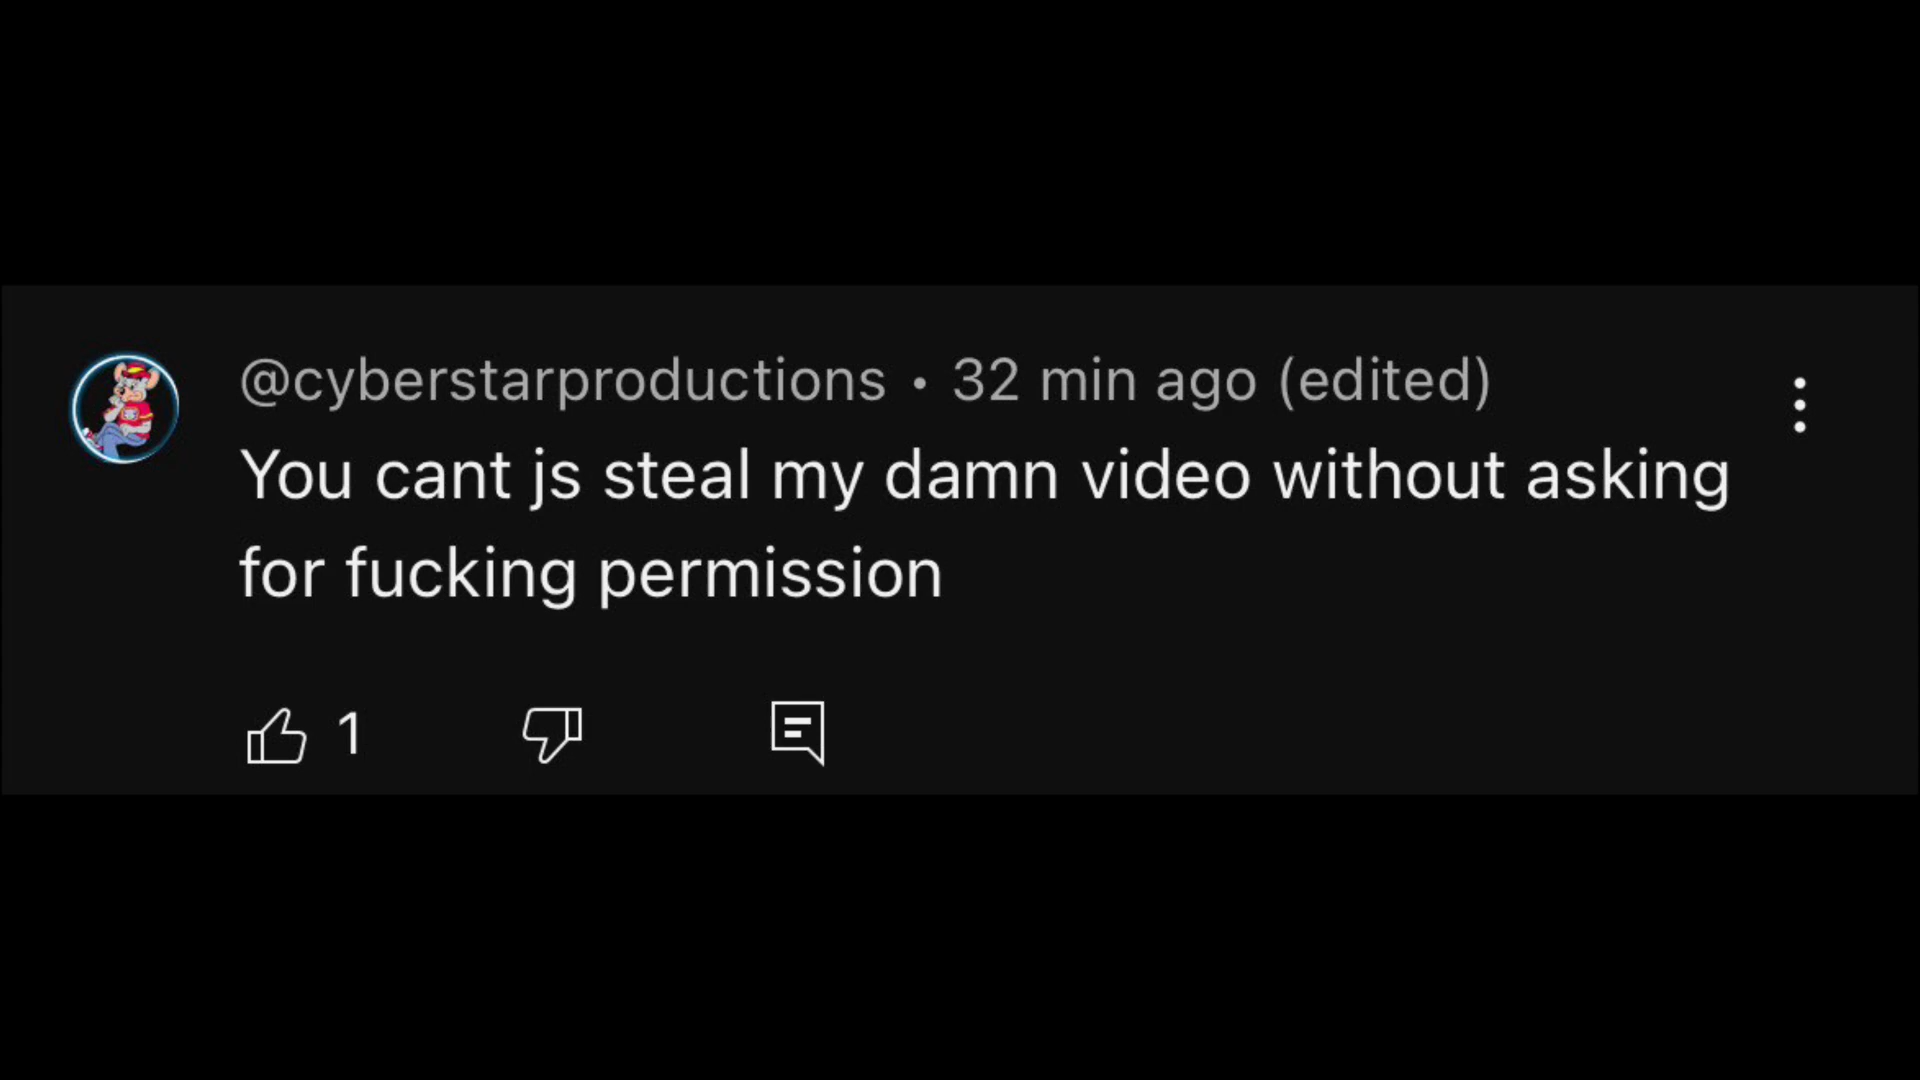 @cyberstarproductions • 32 min ago (edited)
You cant js steal my damn video without asking
for fucking permission
1